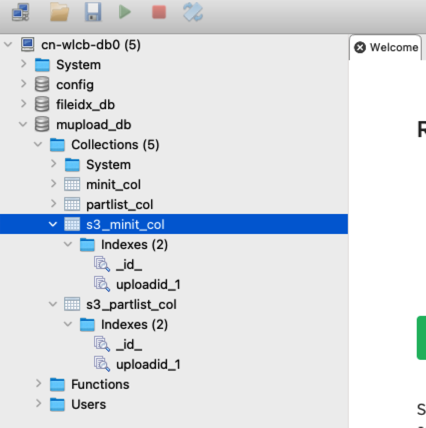 cn-wlcb-db0 (5)
Welcome
System
config
fileidx_db
mupload_db
Collections (5)
System
minit_col
partlist_col
s3_minit_col
Indexes (2)
_id_
uploadid_1
s3_partlist_col
Indexes (2)
_id_
uploadid_1
Functions
Users